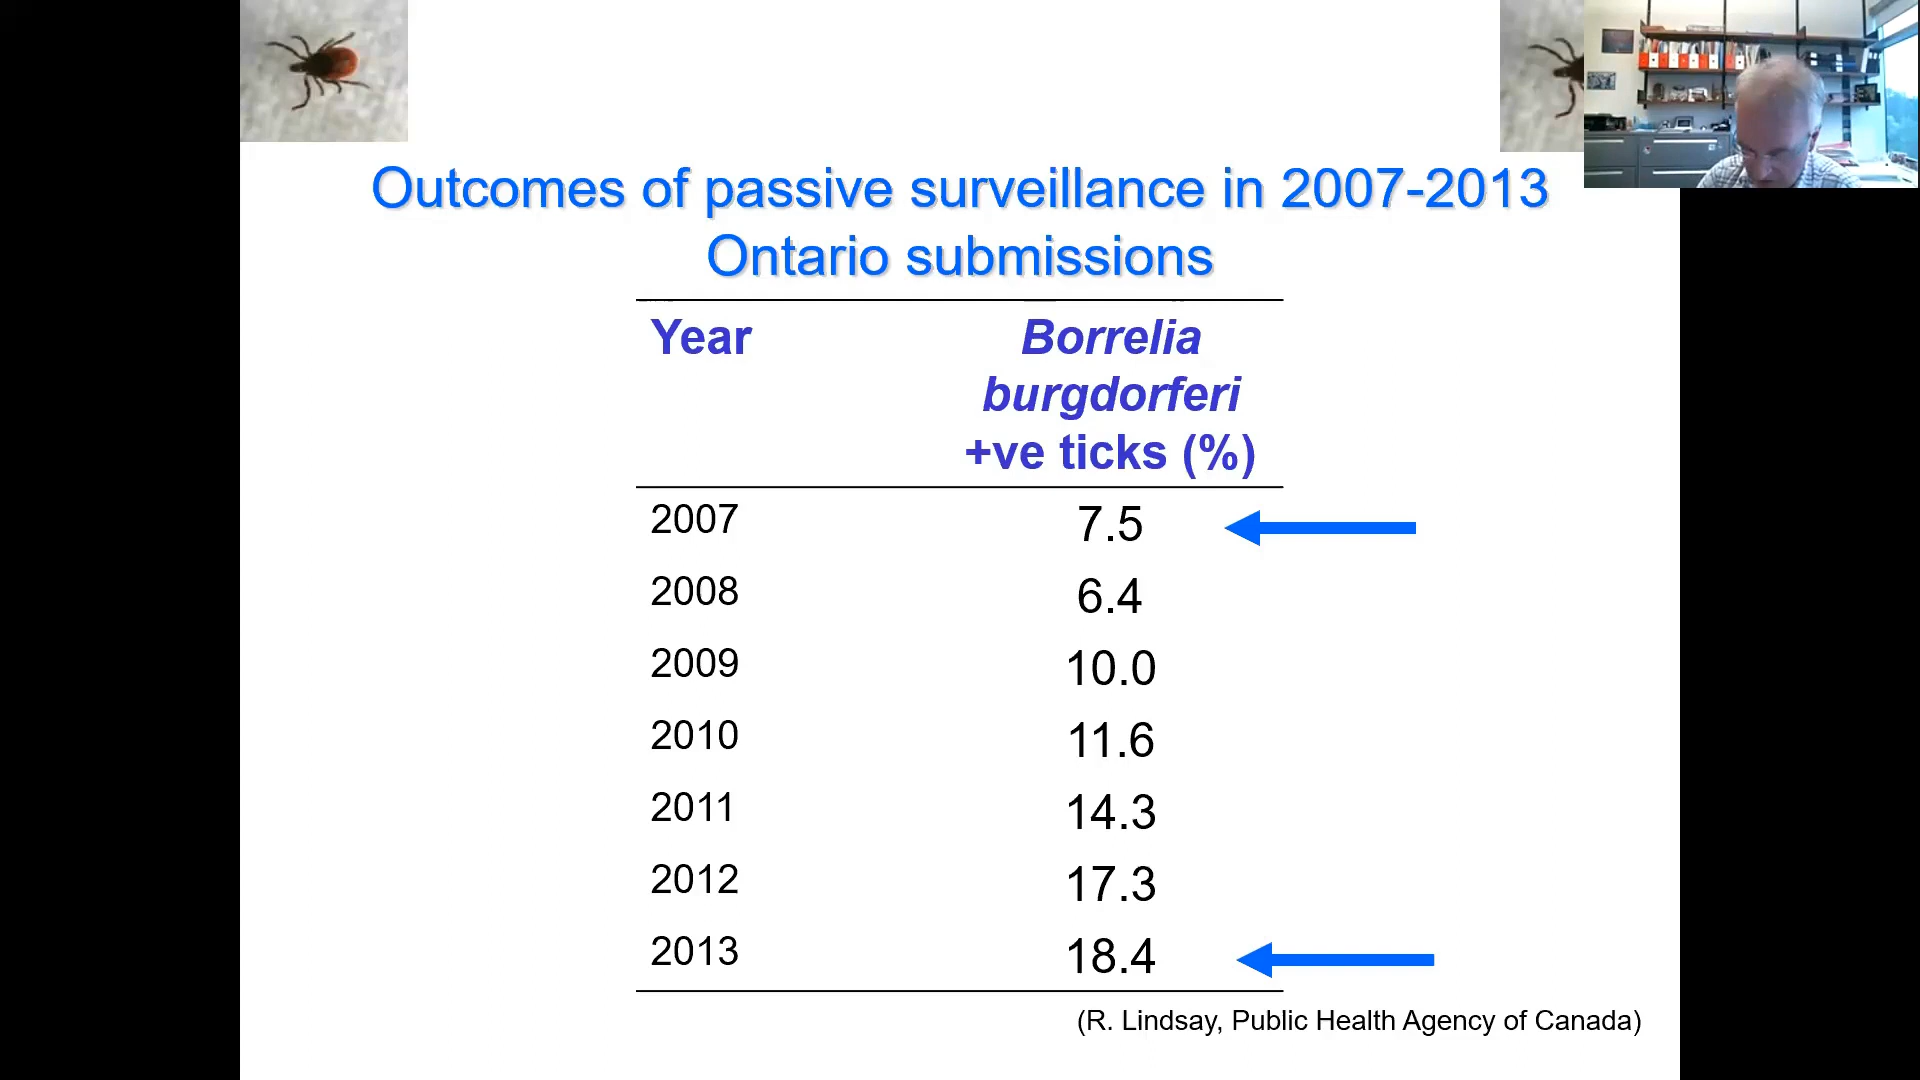 Outcomes of passive surveillance in 2007-2013
Ontario submissions
Year
Borrelia
burgdorferi
+ve ticks (%)
2007 7.5
2008 6.4
2009 10.0
2010 11.6
2011 14.3
2012 17.3
2013 18.4
(R. Lindsay, Public Health Agency of Canada)